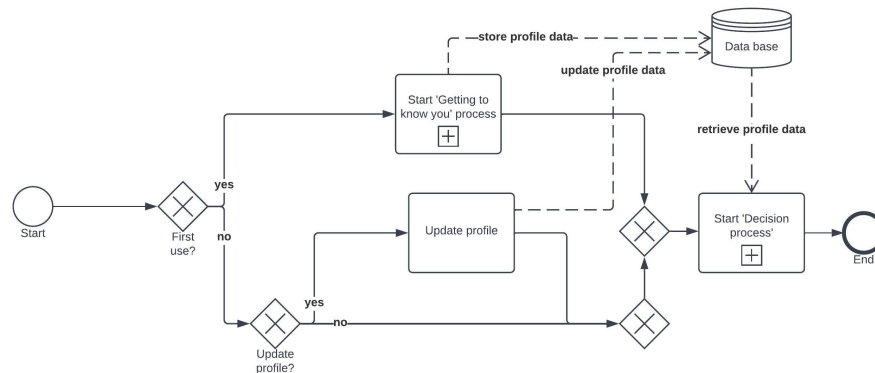 store profile data
Data base
update profile data
Start 'Getting to
know you' process
retrieve profile data
yes
Start
First
use?
no
Update profile
Start 'Decision
process'
End
yes
no
Update
profile?